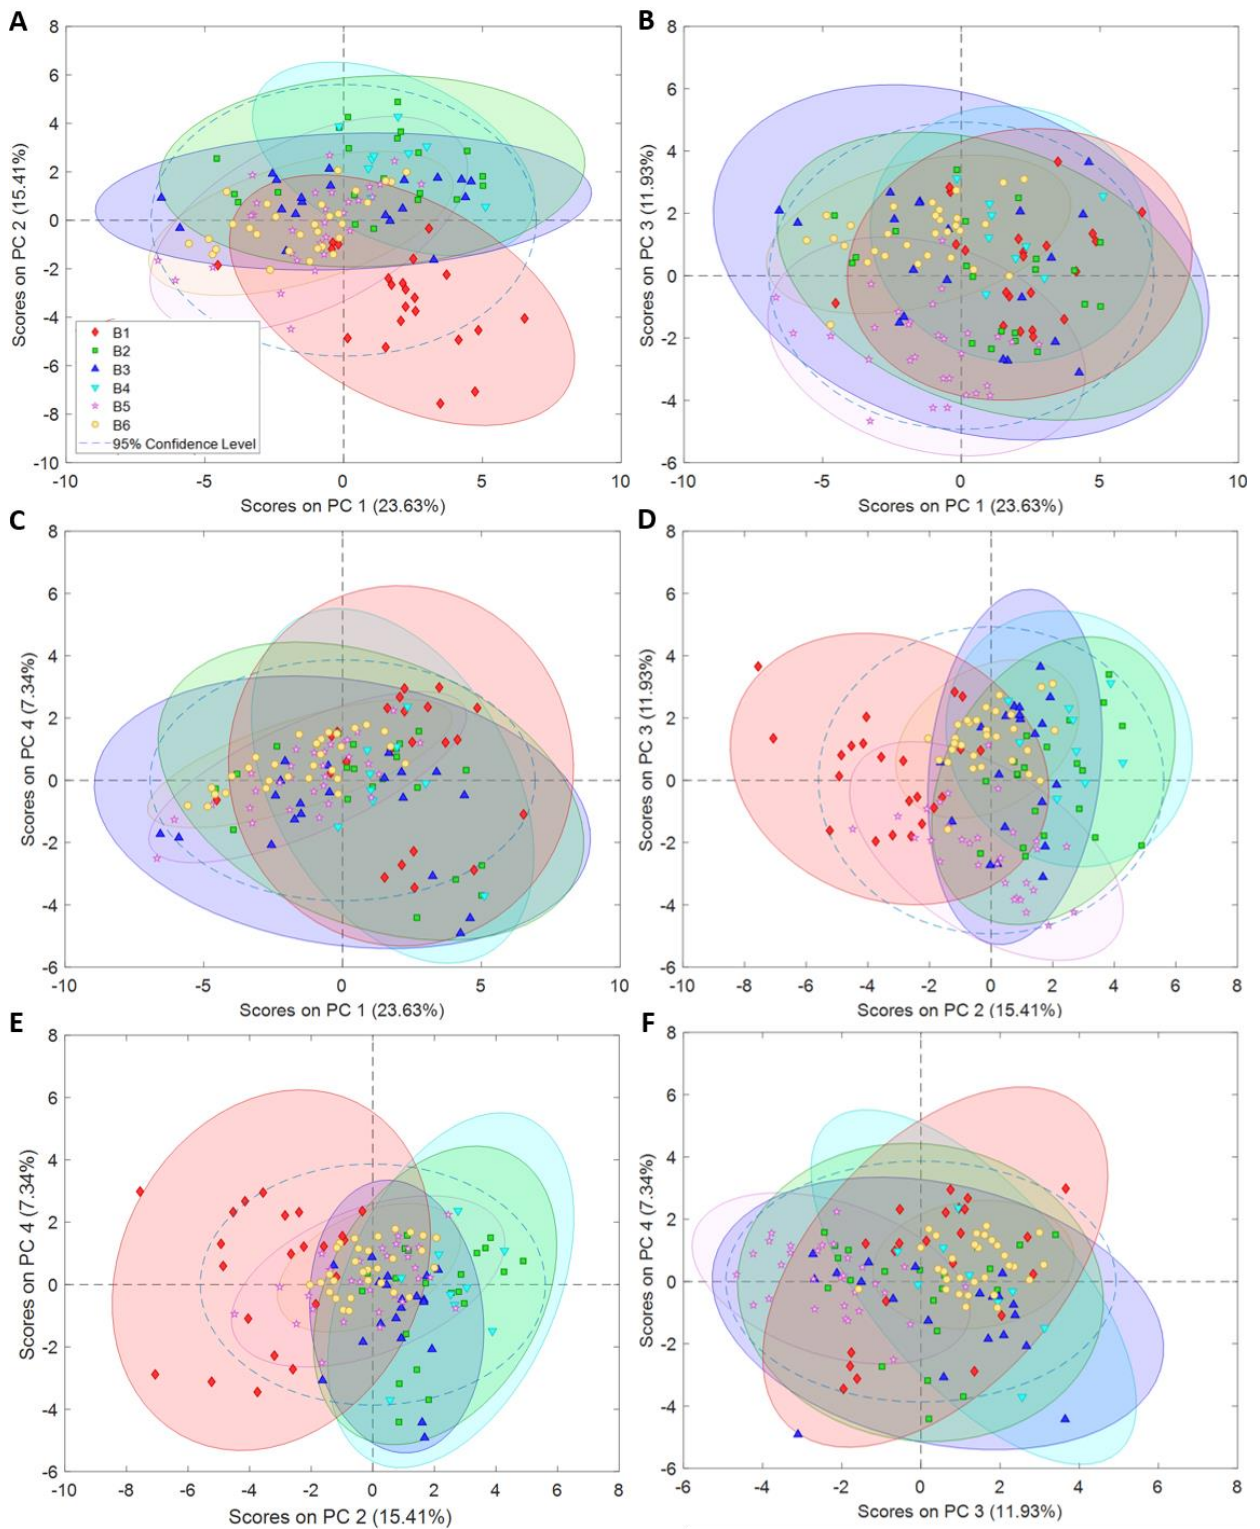 A
8
6
4
2
0
-2
-4
-6
-8
-10
Scores on PC 2 (15.41%)
B1
B2
B3
B4
B5
B6
95% Confidence Level
-10 -5 0 5 10
Scores on PC 1 (23.63%)
B
8
6
4
2
0
-2
-4
-6
Scores on PC 3 (11.93%)
-10 -5 0 5 10
Scores on PC 1 (23.63%)
C
8
6
4
2
0
-2
-4
-6
Scores on PC 4 (7.34%)
-10 -5 0 5 10
Scores on PC 1 (23.63%)
D
8
6
4
2
0
-2
-4
-6
Scores on PC 3 (11.93%)
-10 -8 -6 -4 -2 0 2 4 6 8
Scores on PC 2 (15.41%)
E
8
6
4
2
0
-2
-4
-6
Scores on PC 4 (7.34%)
-10 -8 -6 -4 -2 0 2 4 6 8
Scores on PC 2 (15.41%)
F
8
6
4
2
0
-2
-4
-6
Scores on PC 4 (7.34%)
-6 -4 -2 0 2 4 6 8
Scores on PC 3 (11.93%)